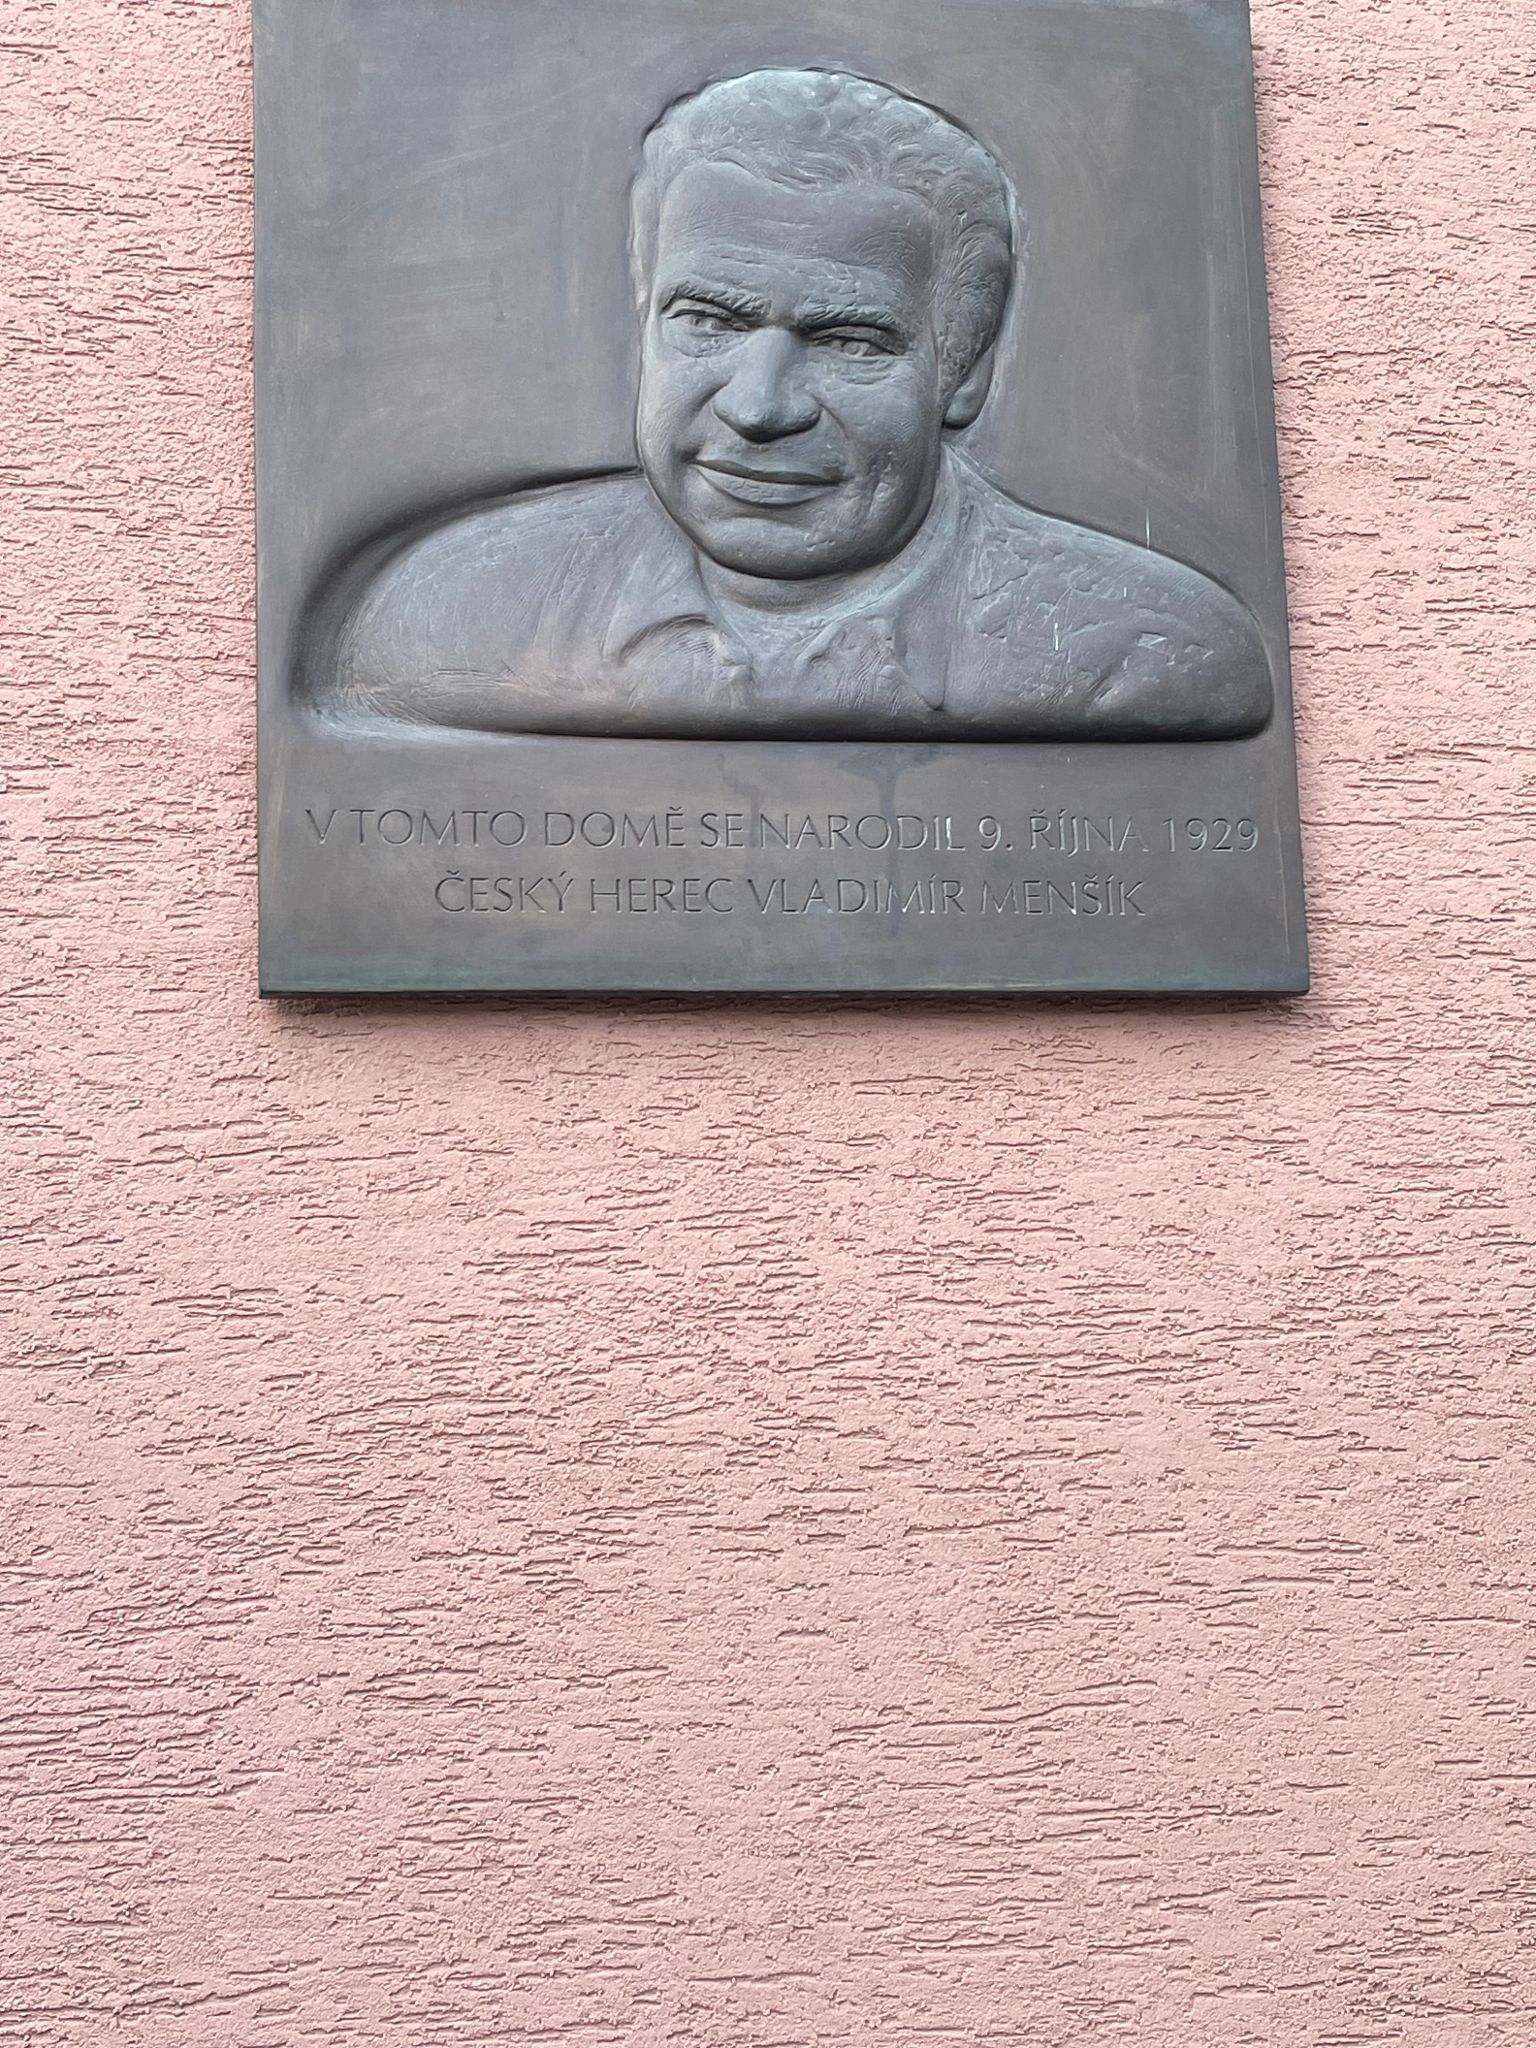 V TOMTO DOMĚ SE NARODIL 9. ŘÍJNA 1929
ČESKÝ HEREC VLADIMÍR MENŠÍK